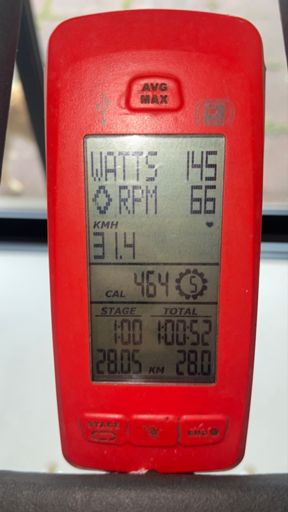 AVG
MAX
WATTS 145
RPM 66
KMH
31.4
CAL 464 5
STAGE TOTAL
1:00 1:00:52
28.05 KM 28.0
STAGE
END